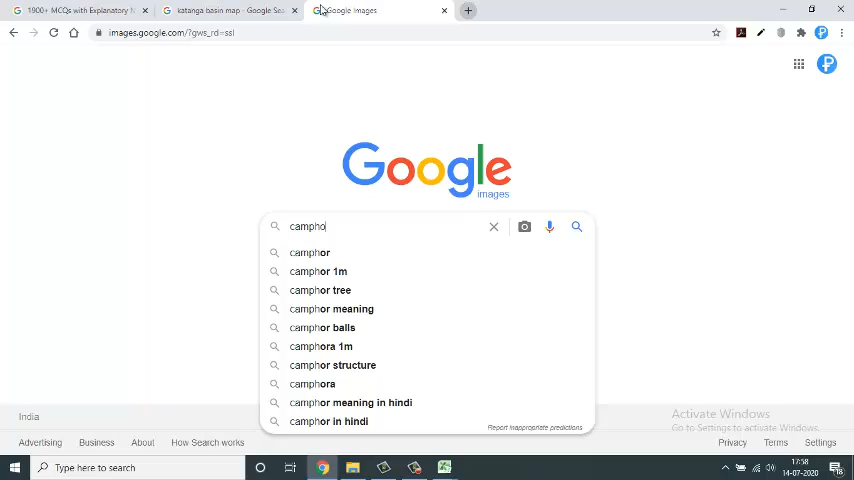 1900+ MCQs with Explanatory
katanga basin map - Google Sea
Google Images
images.google.com/?gws_rd=ssl
Google
images
campho
camphor
camphor 1m
camphor tree
camphor meaning
camphor balls
camphora 1m
camphor structure
camphora
camphor meaning in hindi
camphor in hindi
Report inappropriate predictions
India
Activate Windows
Go to Settings to activate Windows.
Advertising Business About How Search works Privacy Terms Settings
Type here to search
17:58
14-07-2020
18